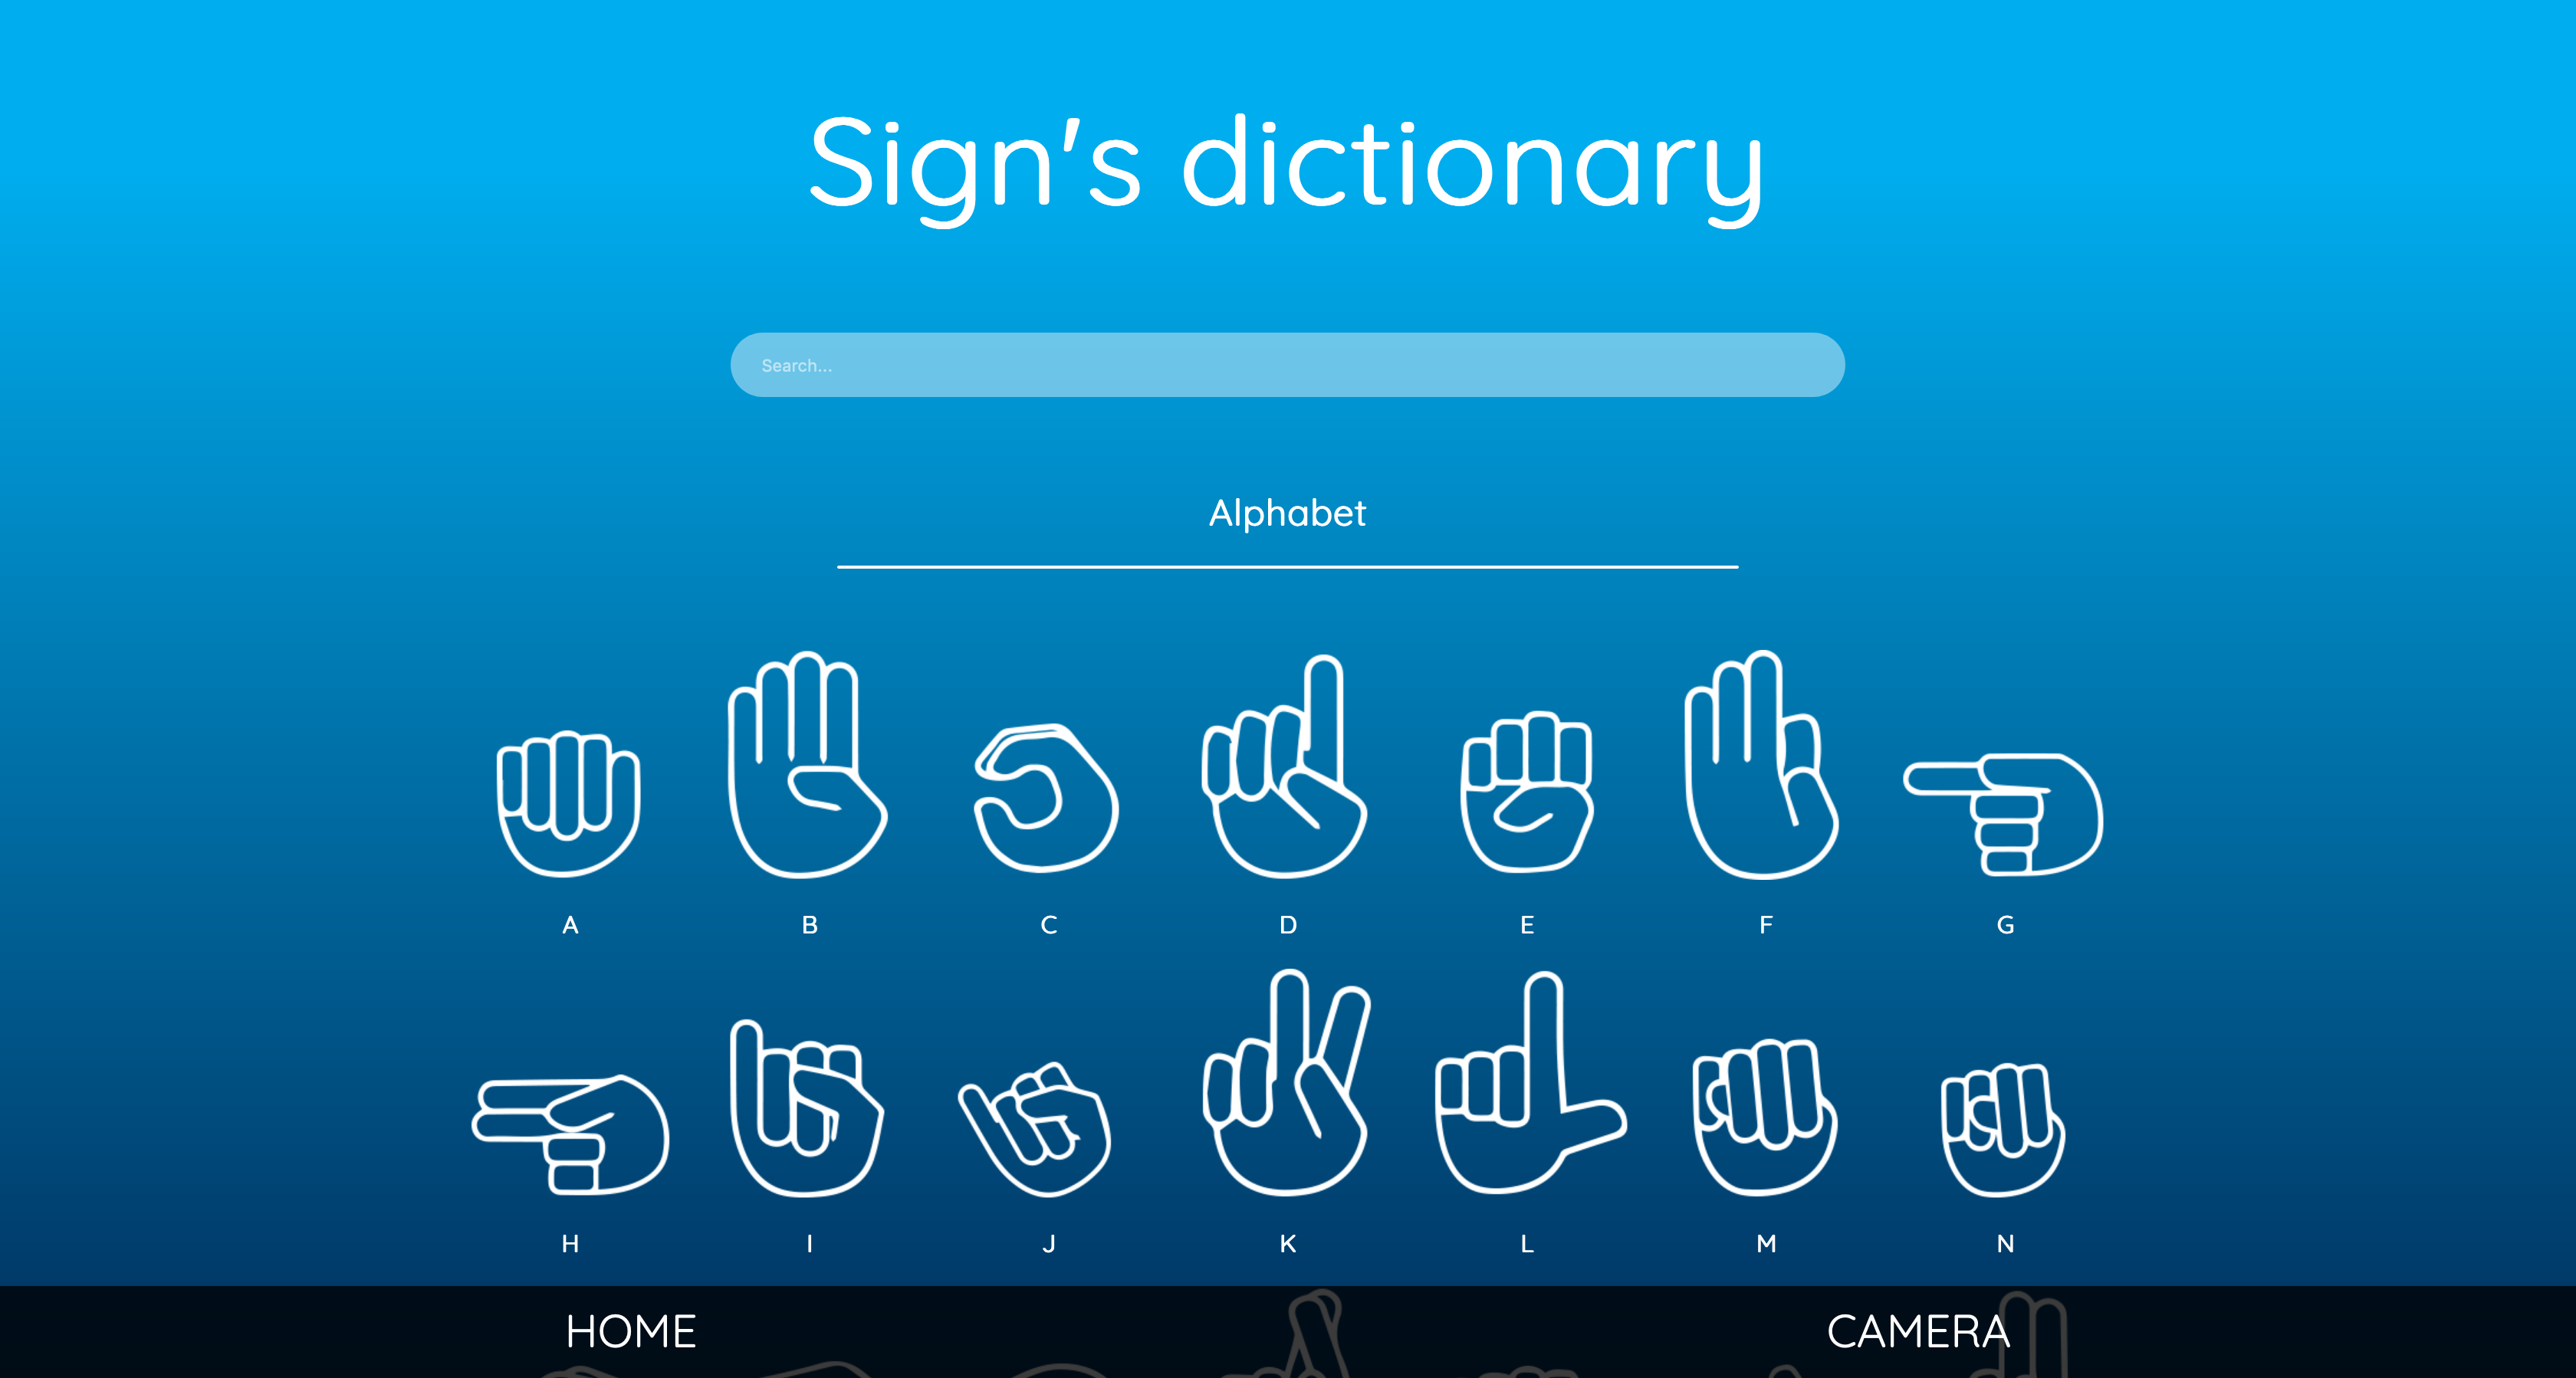 Sign's dictionary
Search...
Alphabet
A B C D E F G
H I J K L M N
HOME CAMERA